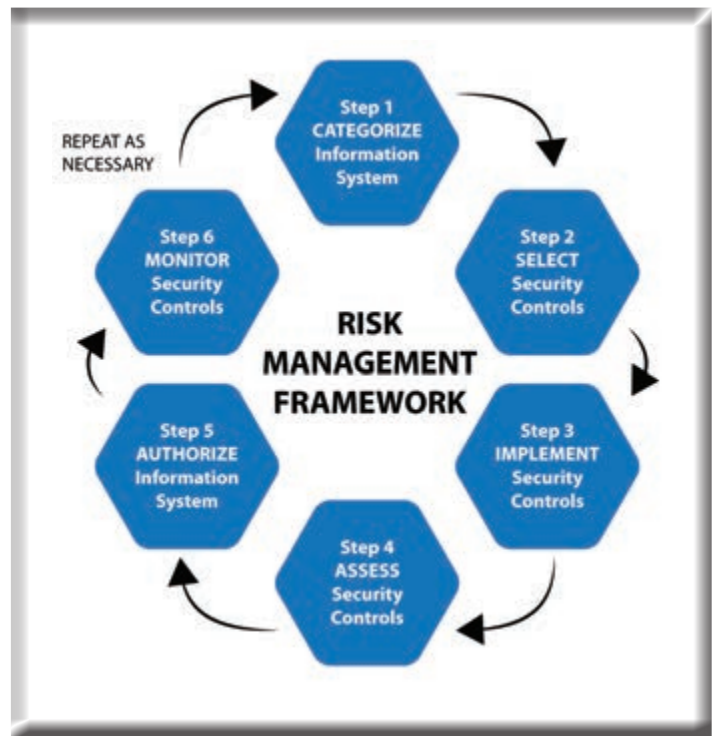 Step 1
CATEGORIZE
Information
System
REPEAT AS
NECESSARY
Step 2
SELECT
Security
Controls
Step 3
IMPLEMENT
Security
Controls
Step 4
ASSESS
Security
Controls
Step 5
AUTHORIZE
Information
System
Step 6
MONITOR
Security
Controls
RISK
MANAGEMENT
FRAMEWORK